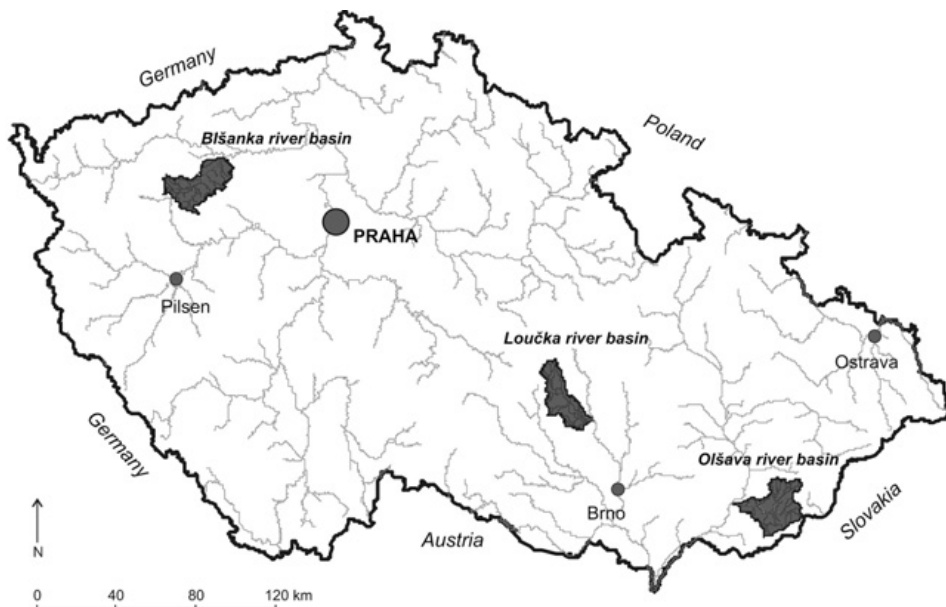 Germany
Poland
Blšanka river basin
PRAHA
Pilsen
Loučka river basin
Ostrava
Germany
Olšava river basin
Brno
Slovakia
Austria
N
0 40 80 120 km